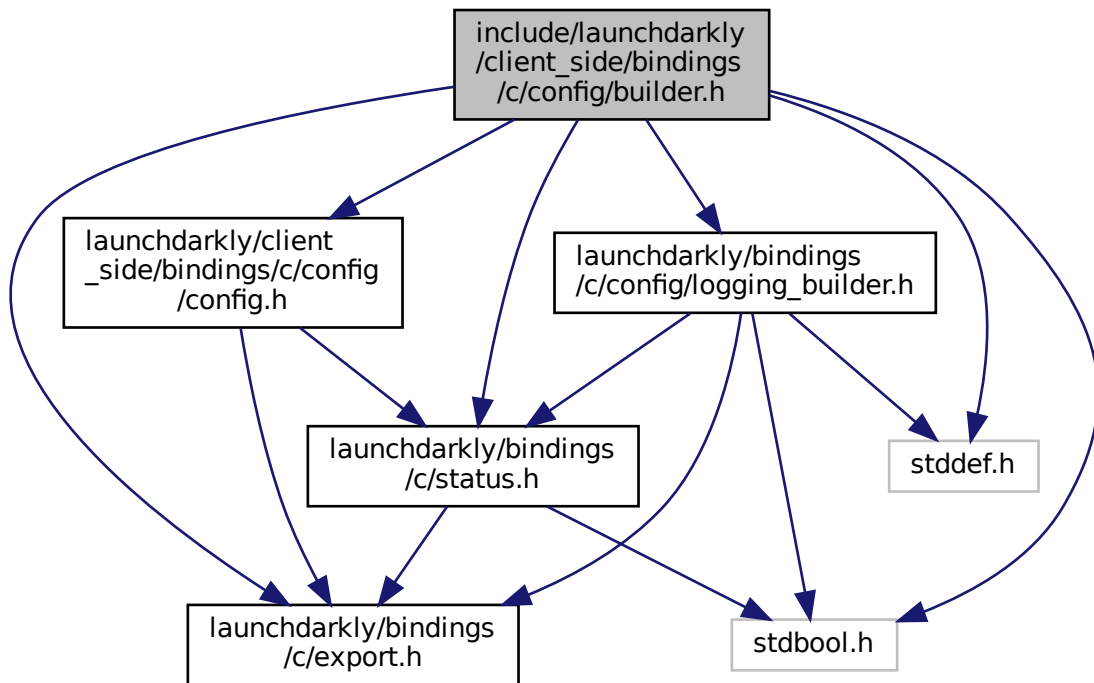 include/launchdarkly
/client_side/bindings
/c/config/builder.h
launchdarkly/client
_side/bindings/c/config
/config.h
launchdarkly/bindings
/c/config/logging_builder.h
launchdarkly/bindings
/c/status.h
stddef.h
launchdarkly/bindings
/c/export.h
stdbool.h